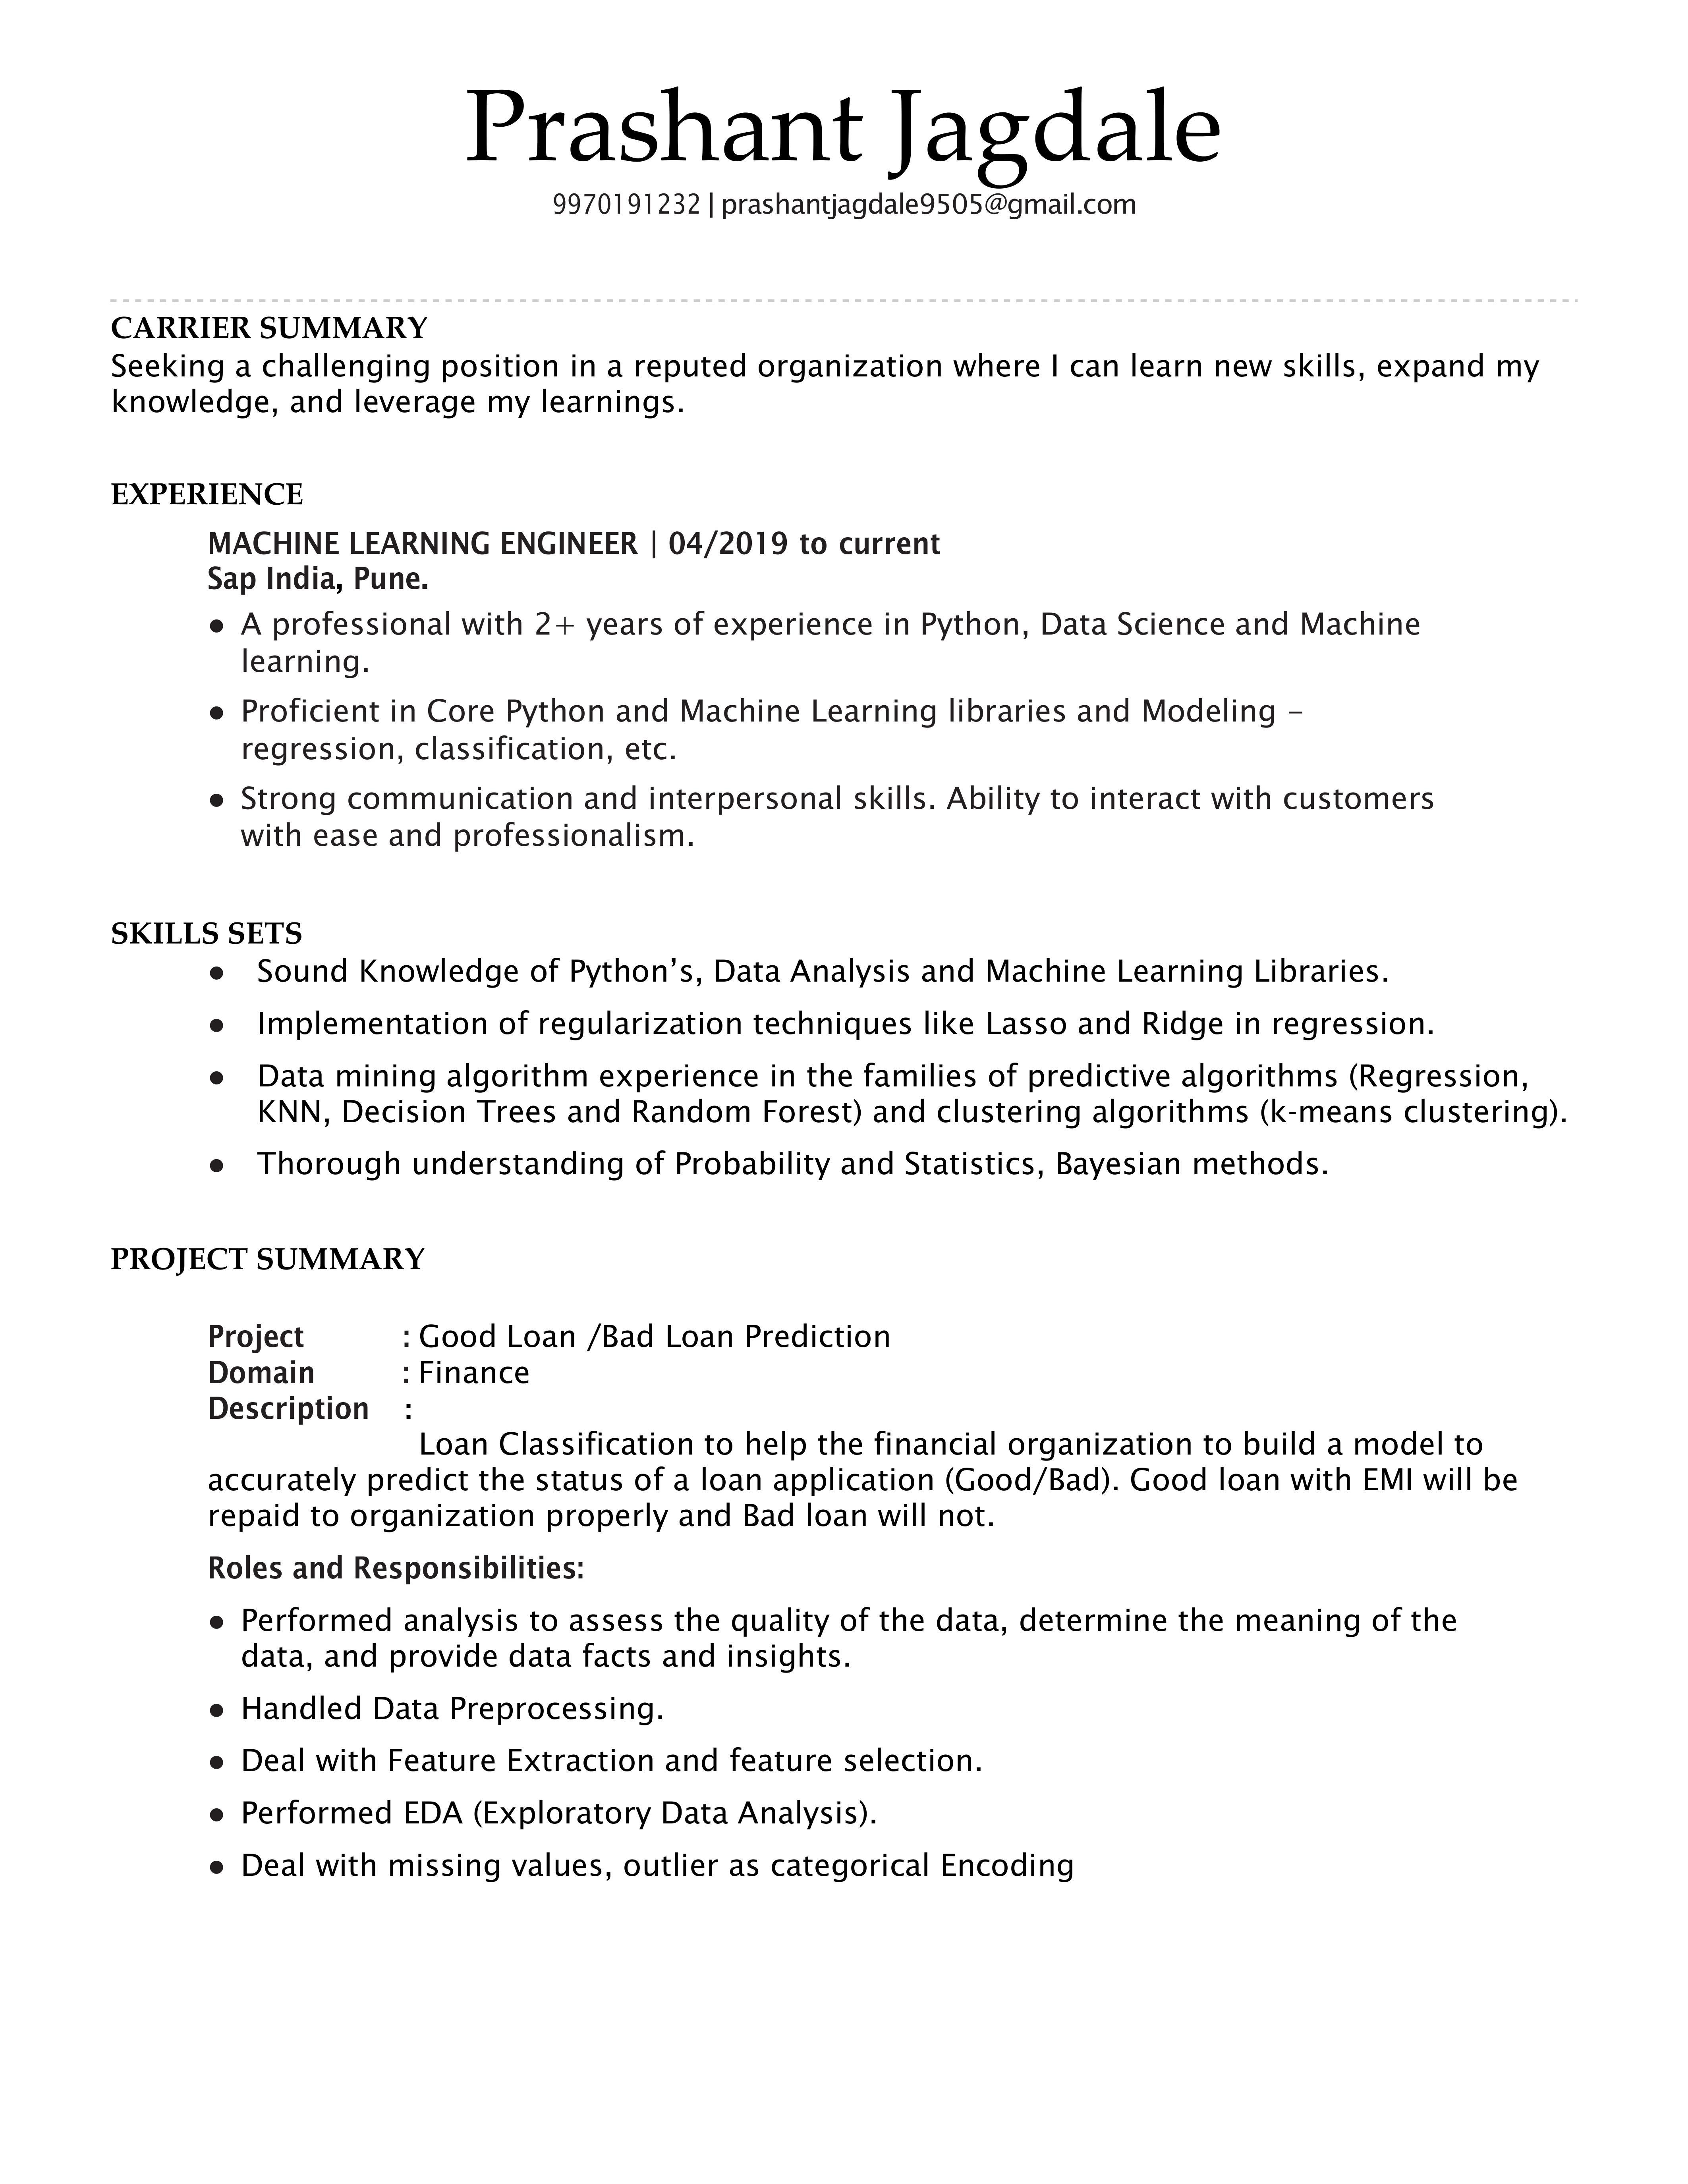 Prashant Jagdale
9970191232 | prashantjagdale9505@gmail.com
CARRIER SUMMARY
Seeking a challenging position in a reputed organization where I can learn new skills, expand my
knowledge, and leverage my learnings.
EXPERIENCE
MACHINE LEARNING ENGINEER | 04/2019 to current
Sap India, Pune.
● A professional with 2+ years of experience in Python, Data Science and Machine
learning.
● Proficient in Core Python and Machine Learning libraries and Modeling –
regression, classification, etc.
● Strong communication and interpersonal skills. Ability to interact with customers
with ease and professionalism.
SKILLS SETS
● Sound Knowledge of Python’s, Data Analysis and Machine Learning Libraries.
● Implementation of regularization techniques like Lasso and Ridge in regression.
● Data mining algorithm experience in the families of predictive algorithms (Regression,
KNN, Decision Trees and Random Forest) and clustering algorithms (k-means clustering).
● Thorough understanding of Probability and Statistics, Bayesian methods.
PROJECT SUMMARY
Project : Good Loan /Bad Loan Prediction
Domain : Finance
Description :
Loan Classification to help the financial organization to build a model to
accurately predict the status of a loan application (Good/Bad). Good loan with EMI will be
repaid to organization properly and Bad loan will not.
Roles and Responsibilities:
● Performed analysis to assess the quality of the data, determine the meaning of the
data, and provide data facts and insights.
● Handled Data Preprocessing.
● Deal with Feature Extraction and feature selection.
● Performed EDA (Exploratory Data Analysis).
● Deal with missing values, outlier as categorical Encoding